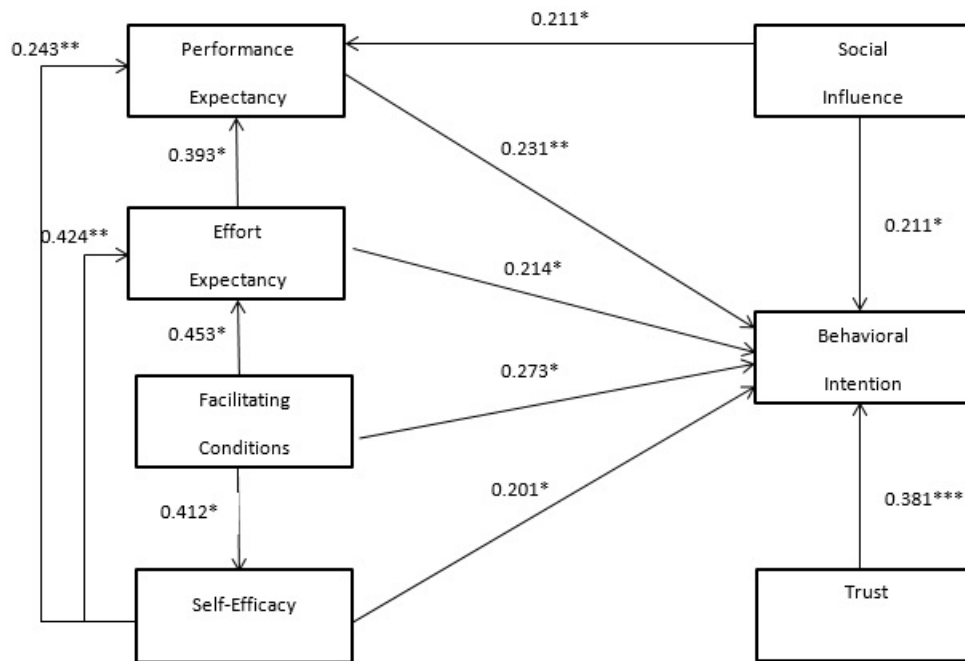 0.211*
0.243**
Performance
Expectancy
Social
Influence
0.393*
0.231**
0.424**
Effort
Expectancy
0.214*
0.211*
0.453*
Behavioral
Intention
0.273*
Facilitating
Conditions
0.412*
0.201*
0.381***
Self-Efficacy
Trust